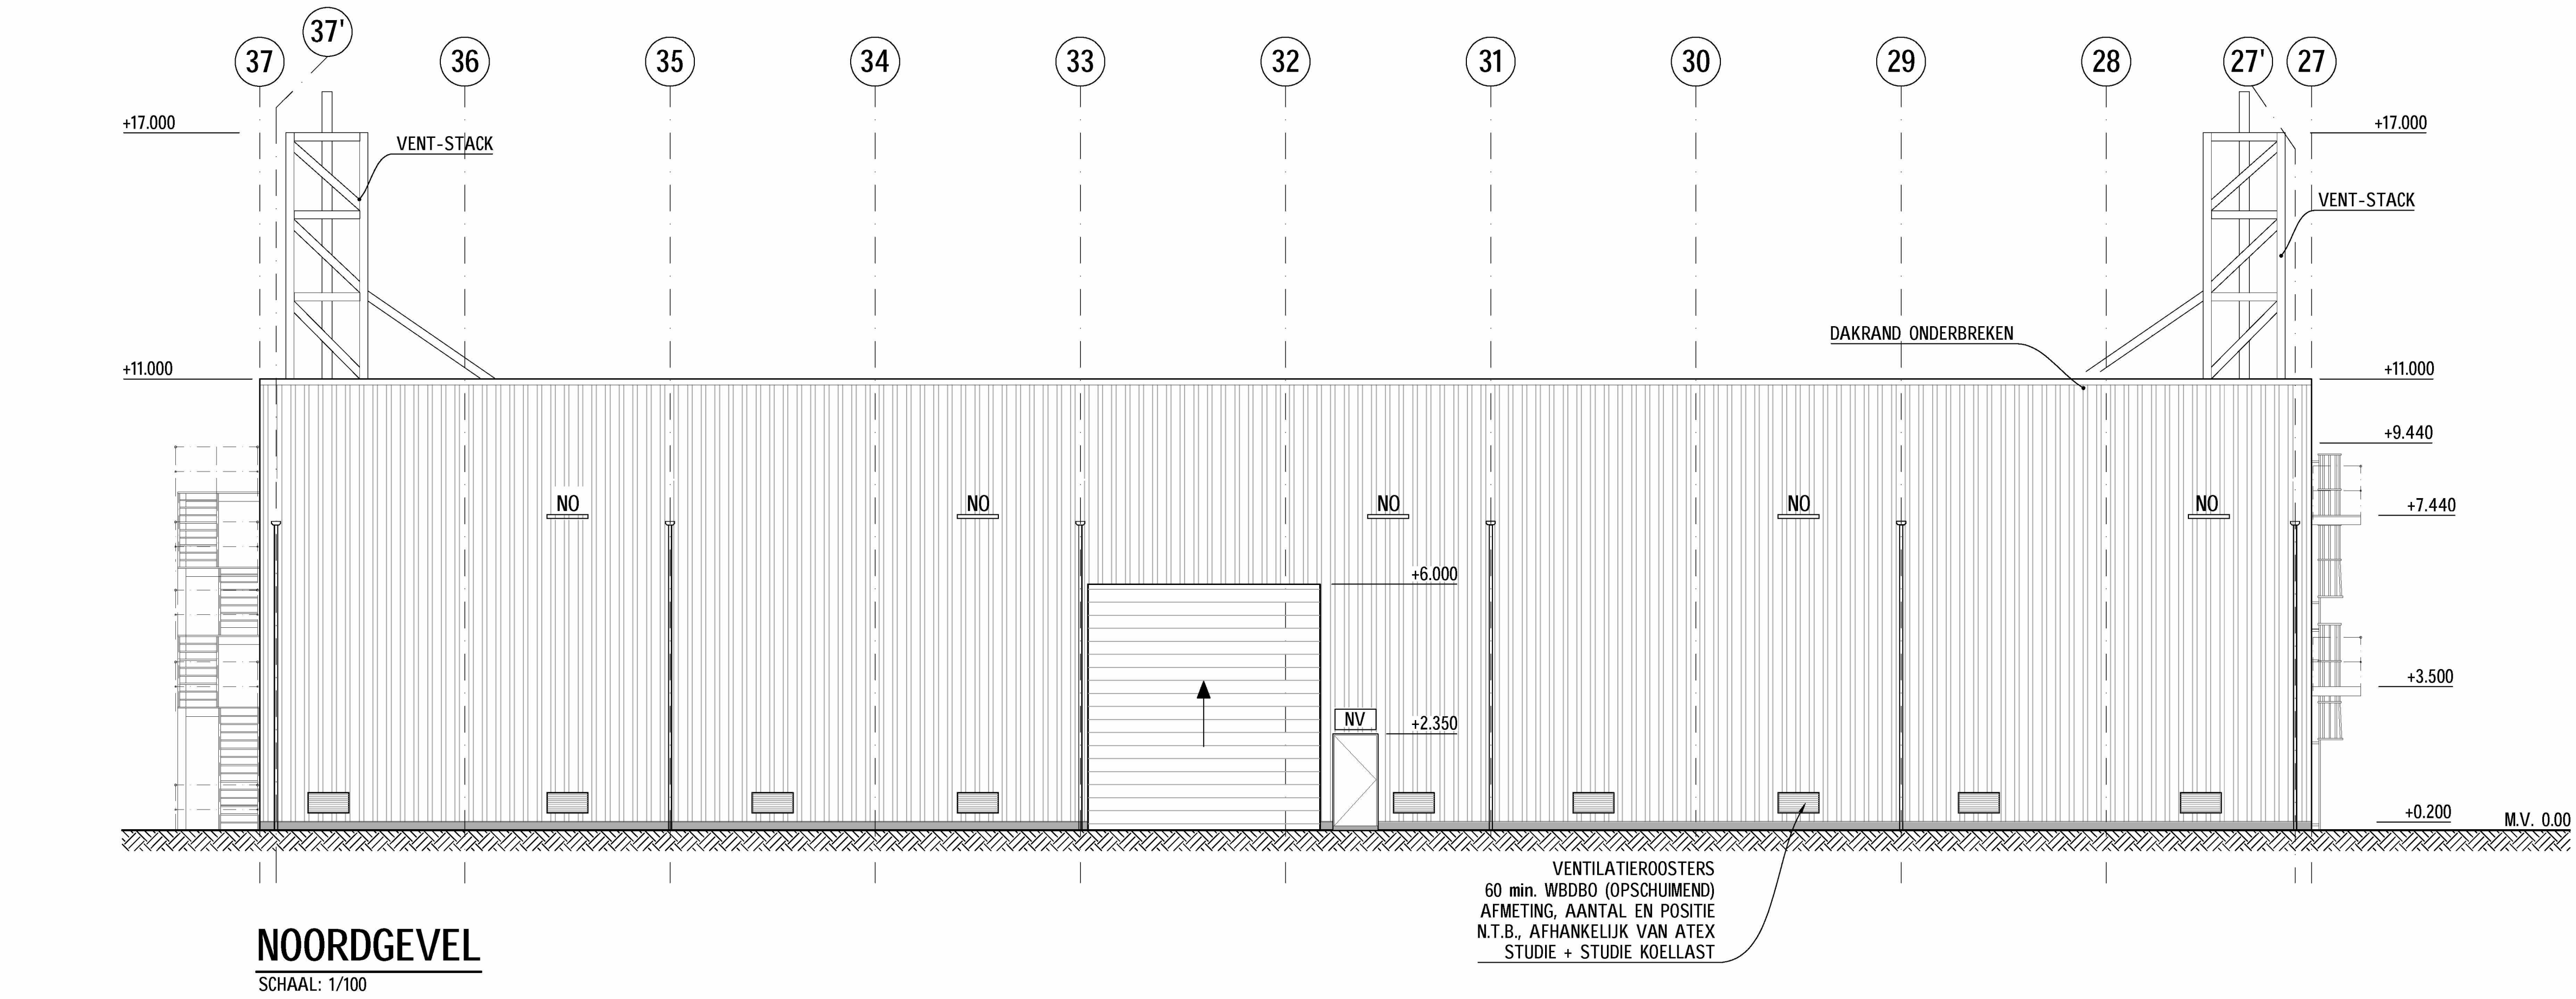 37'
37 36 35 34 33 32 31 30 29 28 27' 27
+17.000
+17.000
VENT-STACK
VENT-STACK
DAKRAND ONDERBREKEN
+11.000
+11.000
+9.440
NO NO NO NO NO
+7.440
+6.000
+3.500
NV
+2.350
+0.200
M.V. 0.00
VENTILATIEROOSTERS
60 min. WBDBO (OPSCHUIMEND)
AFMETING, AANTAL EN POSITIE
N.T.B., AFHANKELIJK VAN ATEX
STUDIE + STUDIE KOELLAST
NOORDGEVEL
SCHAAL: 1/100